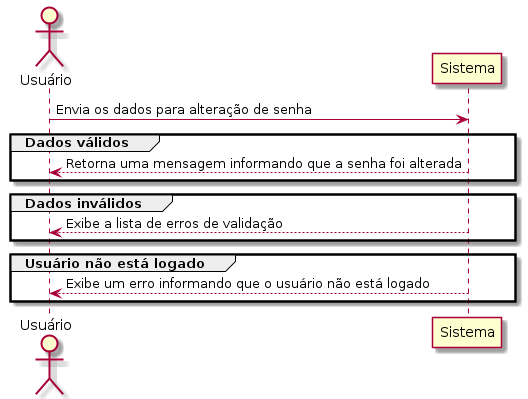 Usuário
Sistema
Envia os dados para alteração de senha
Dados válidos
Retorna uma mensagem informando que a senha foi alterada
Dados inválidos
Exibe a lista de erros de validação
Usuário não está logado
Exibe um erro informando que o usuário não está logado
Usuário
Sistema